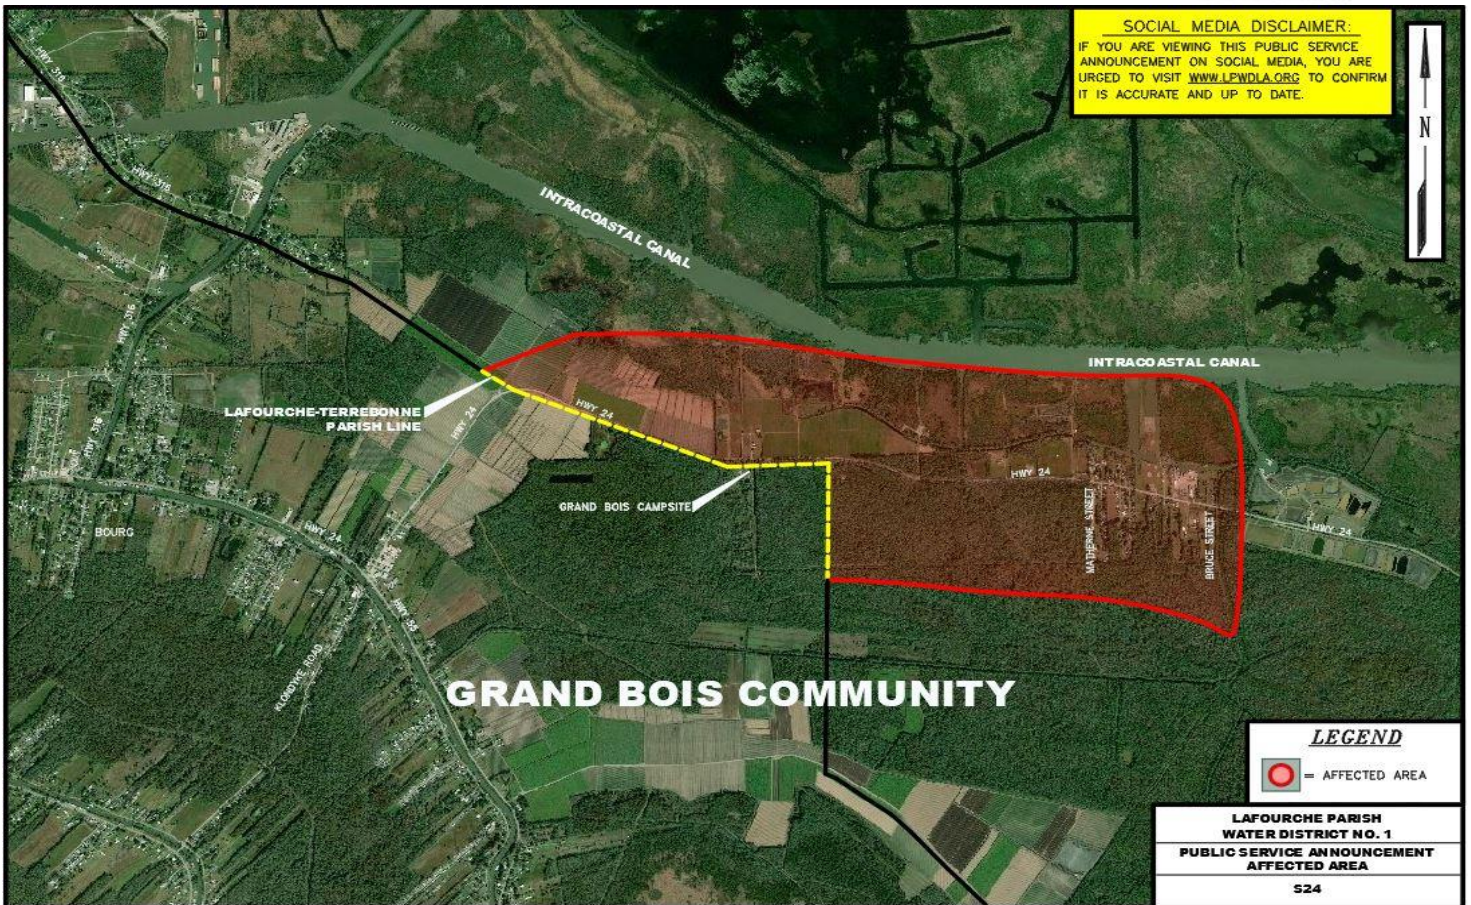 SOCIAL MEDIA DISCLAIMER:
IF YOU ARE VIEWING THIS PUBLIC SERVICE
ANNOUNCEMENT ON SOCIAL MEDIA, YOU ARE
URGED TO VISIT WWW.LPWDLA.ORG TO CONFIRM
IT IS ACCURATE AND UP TO DATE.
N
HWY 316
HWY 316
INTRACOASTAL CANAL
HWY 316
INTRACOASTAL CANAL
LAFOURCHE-TERREBONNE
PARISH LINE
HWY 24
HWY 24
HWY 316
HWY 24
GRAND BOIS CAMPSITE
MATHERNE STREET
BRUCE STREET
HWY 24
BOURG
HWY 24
HWY 55
KLONDYKE ROAD
GRAND BOIS COMMUNITY
LEGEND
= AFFECTED AREA
LAFOURCHE PARISH
WATER DISTRICT NO. 1
PUBLIC SERVICE ANNOUNCEMENT
AFFECTED AREA
S24